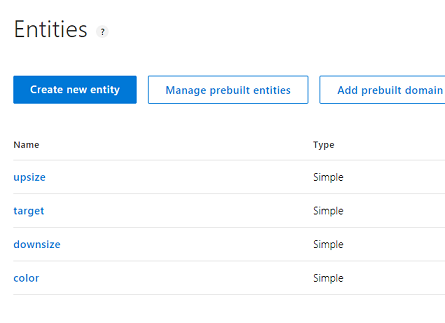 Entities ?
Create new entity Manage prebuilt entities Add prebuilt domain
Name Type
upsize Simple
target Simple
downsize Simple
color Simple